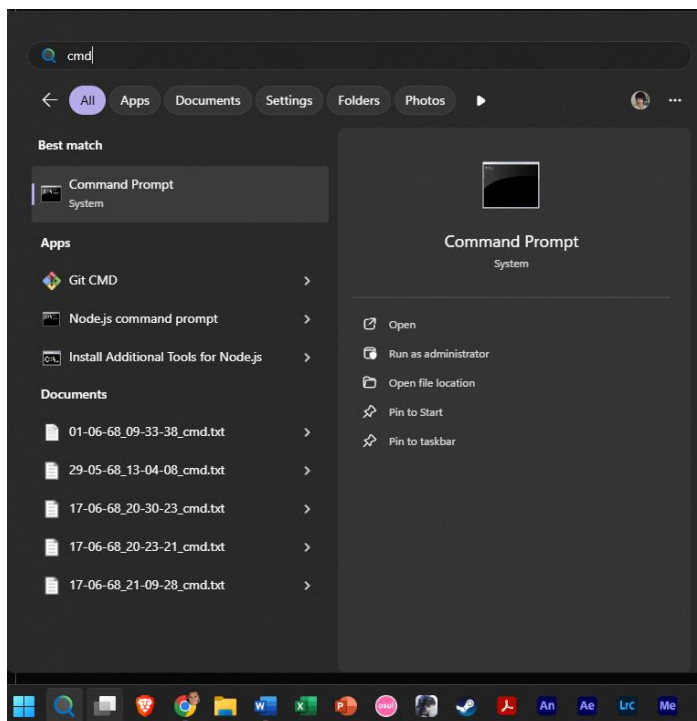 cmd
All Apps Documents Settings Folders Photos
Best match
Command Prompt
System
Apps
Git CMD
Node.js command prompt
Install Additional Tools for Node.js
Documents
01-06-68_09-33-38_cmd.txt
29-05-68_13-04-08_cmd.txt
17-06-68_20-30-23_cmd.txt
17-06-68_20-23-21_cmd.txt
17-06-68_21-09-28_cmd.txt
Command Prompt
System
Open
Run as administrator
Open file location
Pin to Start
Pin to taskbar
osu! An Ae Lrc Me